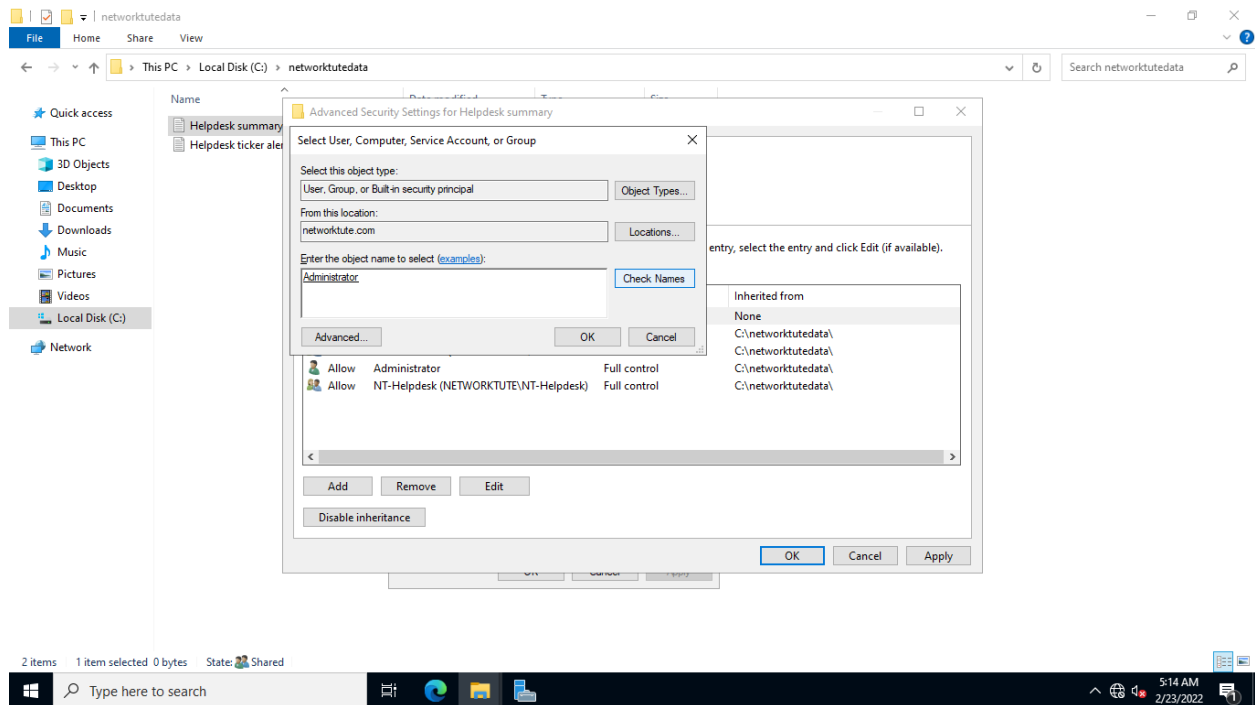 networktutedata
File Home Share View
This PC Local Disk (C:) networktutedata
Search networktutedata
Quick access
This PC
3D Objects
Desktop
Documents
Downloads
Music
Pictures
Videos
Local Disk (C:)
Network
Name
Helpdesk summary
Helpdesk ticker aler
Advanced Security Settings for Helpdesk summary
Select User, Computer, Service Account, or Group
Select this object type:
User, Group, or Built-in security principal
Object Types...
From this location:
networktute.com
Locations...
Enter the object name to select (examples):
Administrator
Check Names
Advanced...
OK
Cancel
entry, select the entry and click Edit (if available).
Inherited from
None
C:\networktutedata\
C:\networktutedata\
Allow Administrator Full control C:\networktutedata\
Allow NT-Helpdesk (NETWORKTUTE\NT-Helpdesk) Full control C:\networktutedata\
Add Remove Edit
Disable inheritance
OK Cancel Apply
2 items 1 item selected 0 bytes State: Shared
Type here to search
5:14 AM
2/23/2022
1